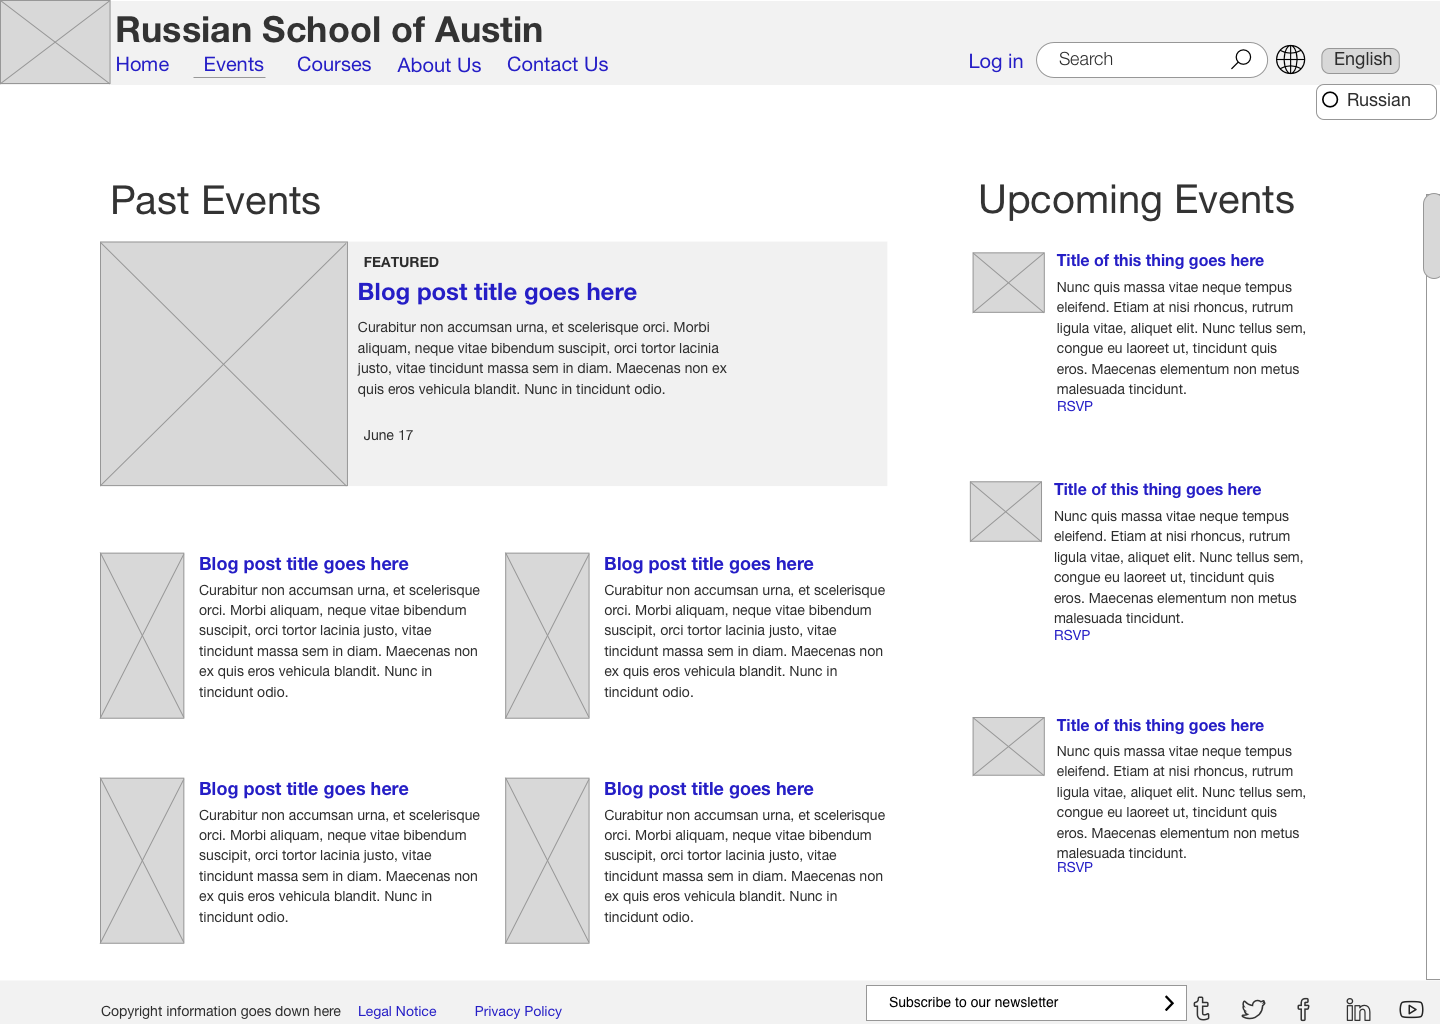 Russian School of Austin
Home Events Courses About Us Contact Us
Log in
Search
English
Russian
Past Events
FEATURED
Blog post title goes here
Curabitur non accumsan urna, et scelerisque orci. Morbi
aliquam, neque vitae bibendum suscipit, orci tortor lacinia
justo, vitae tincidunt massa sem in diam. Maecenas non ex
quis eros vehicula blandit. Nunc in tincidunt odio.
June 17
Blog post title goes here
Curabitur non accumsan urna, et scelerisque
orci. Morbi aliquam, neque vitae bibendum
suscipit, orci tortor lacinia justo, vitae
tincidunt massa sem in diam. Maecenas non
ex quis eros vehicula blandit. Nunc in
tincidunt odio.
Blog post title goes here
Curabitur non accumsan urna, et scelerisque
orci. Morbi aliquam, neque vitae bibendum
suscipit, orci tortor lacinia justo, vitae
tincidunt massa sem in diam. Maecenas non
ex quis eros vehicula blandit. Nunc in
tincidunt odio.
Blog post title goes here
Curabitur non accumsan urna, et scelerisque
orci. Morbi aliquam, neque vitae bibendum
suscipit, orci tortor lacinia justo, vitae
tincidunt massa sem in diam. Maecenas non
ex quis eros vehicula blandit. Nunc in
tincidunt odio.
Blog post title goes here
Curabitur non accumsan urna, et scelerisque
orci. Morbi aliquam, neque vitae bibendum
suscipit, orci tortor lacinia justo, vitae
tincidunt massa sem in diam. Maecenas non
ex quis eros vehicula blandit. Nunc in
tincidunt odio.
Upcoming Events
Title of this thing goes here
Nunc quis massa vitae neque tempus
eleifend. Etiam at nisi rhoncus, rutrum
ligula vitae, aliquet elit. Nunc tellus sem,
congue eu laoreet ut, tincidunt quis
eros. Maecenas elementum non metus
malesuada tincidunt.
RSVP
Title of this thing goes here
Nunc quis massa vitae neque tempus
eleifend. Etiam at nisi rhoncus, rutrum
ligula vitae, aliquet elit. Nunc tellus sem,
congue eu laoreet ut, tincidunt quis
eros. Maecenas elementum non metus
malesuada tincidunt.
RSVP
Title of this thing goes here
Nunc quis massa vitae neque tempus
eleifend. Etiam at nisi rhoncus, rutrum
ligula vitae, aliquet elit. Nunc tellus sem,
congue eu laoreet ut, tincidunt quis
eros. Maecenas elementum non metus
malesuada tincidunt.
RSVP
Copyright information goes down here Legal Notice Privacy Policy
Subscribe to our newsletter